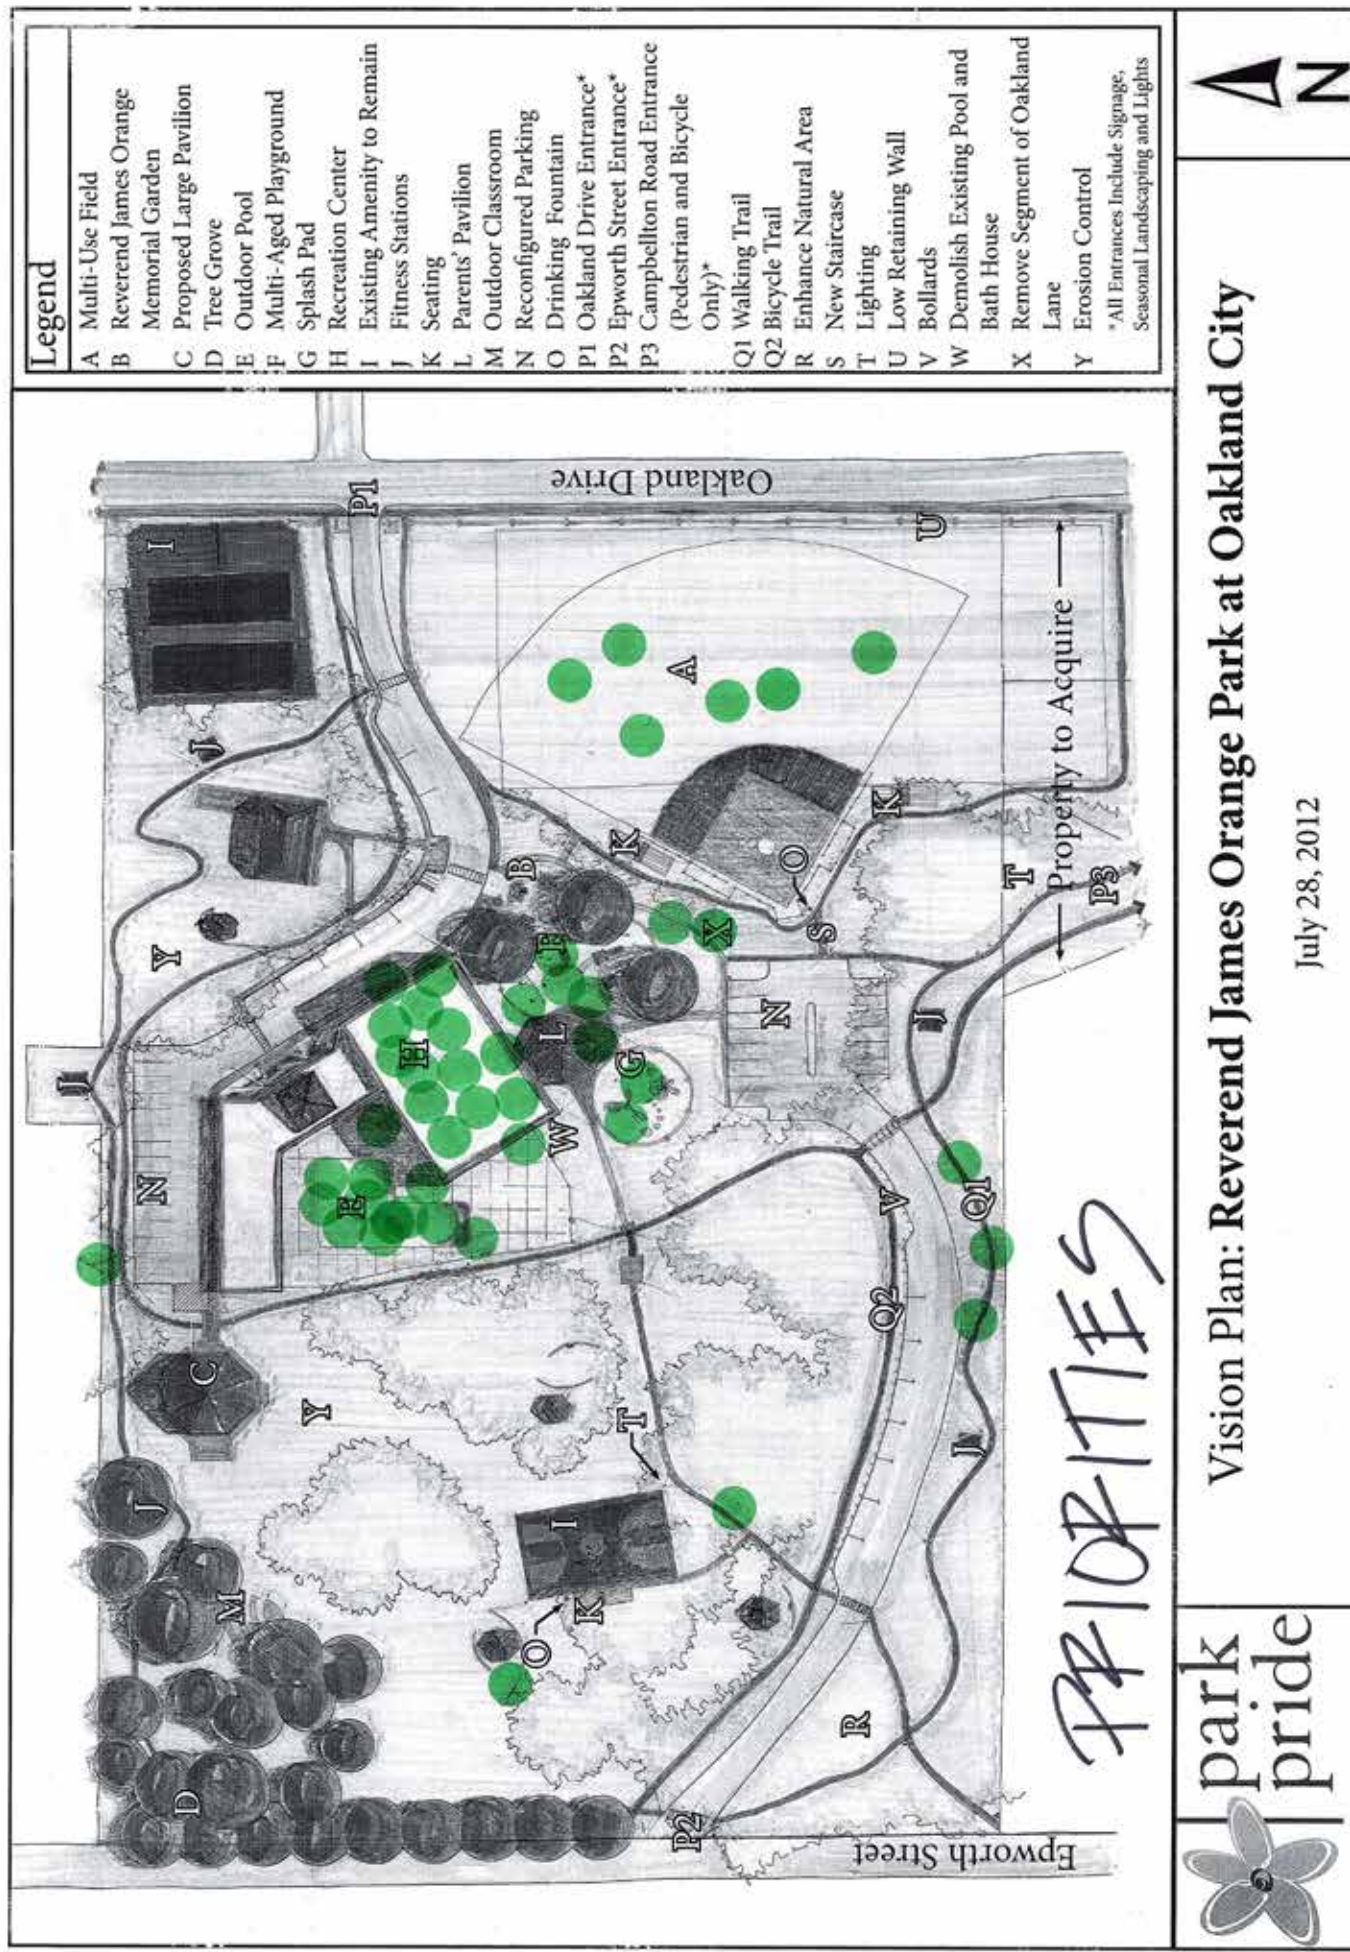 Legend
A Multi-Use Field
B Reverend James Orange
Memorial Garden
C Proposed Large Pavilion
D Tree Grove
E Outdoor Pool
F Multi-Aged Playground
G Splash Pad
H Recreation Center
I Existing Amenity to Remain
J Fitness Stations
K Seating
L Parents' Pavilion
M Outdoor Classroom
N Reconfigured Parking
O Drinking Fountain
P1 Oakland Drive Entrance*
P2 Epworth Street Entrance*
P3 Campbellton Road Entrance
(Pedestrian and Bicycle
Only)*
Q1 Walking Trail
Q2 Bicycle Trail
R Enhance Natural Area
S New Staircase
T Lighting
U Low Retaining Wall
V Bollards
W Demolish Existing Pool and
Bath House
X Remove Segment of Oakland
Lane
Y Erosion Control
*All Entrances Include Signage,
Seasonal Landscaping and Lights
N
Oakland Drive
P1
I
J
Y
J
N
C
J
M
D
U
A
K
K
B
O
S
X
F
L
H
E
W
G
N
T
P3
Property to Acquire
J
Q1
V
Q2
Y
T
I
K
O
J
R
P2
Epworth Street
PRIORITIES
park
pride
Vision Plan: Reverend James Orange Park at Oakland City
July 28, 2012